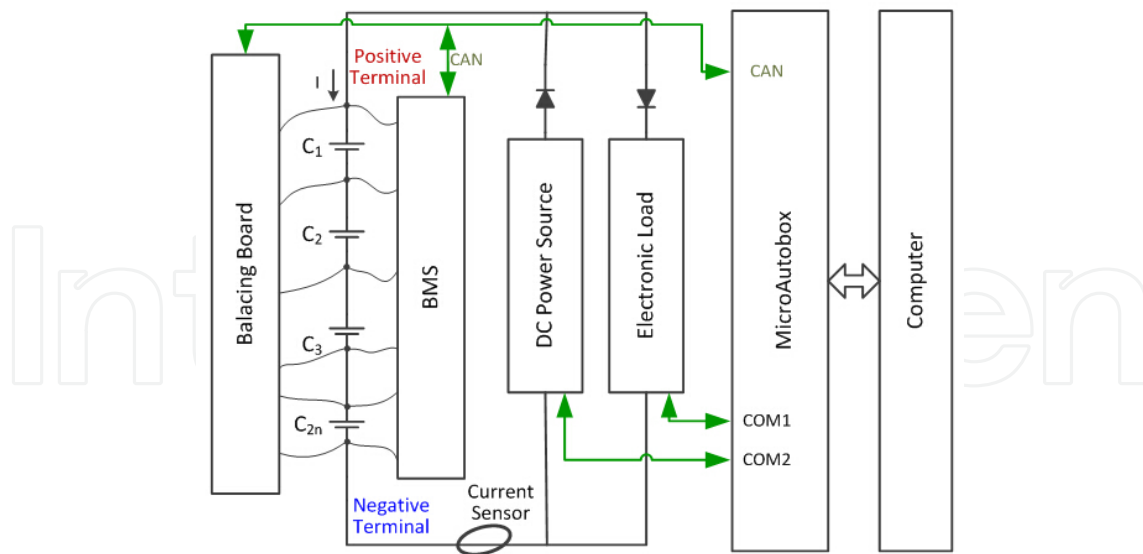 Positive
Terminal
CAN
CAN
I
C1
C2
C3
C2n
Balacing Board
BMS
DC Power Source
Electronic Load
MicroAutobox
Computer
COM1
COM2
Negative
Terminal
Current
Sensor